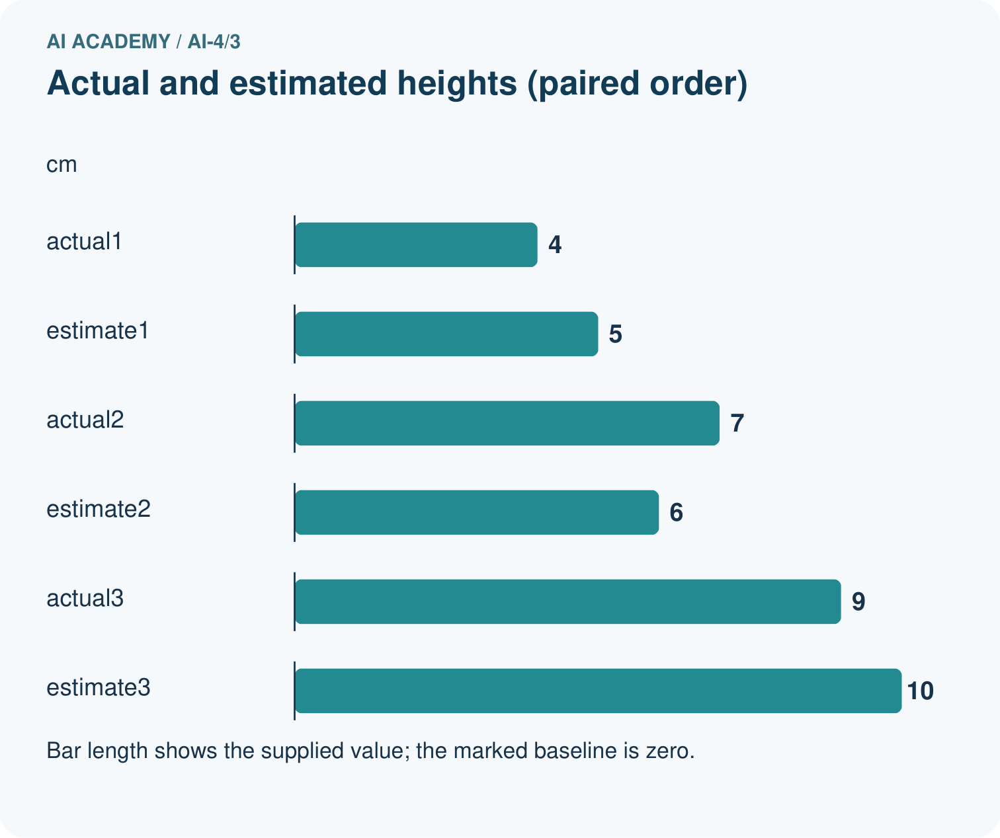 AI ACADEMY / AI-4/3
Actual and estimated heights (paired order)
cm
actual1 4
estimate1 5
actual2 7
estimate2 6
actual3 9
estimate3 10
Bar length shows the supplied value; the marked baseline is zero.